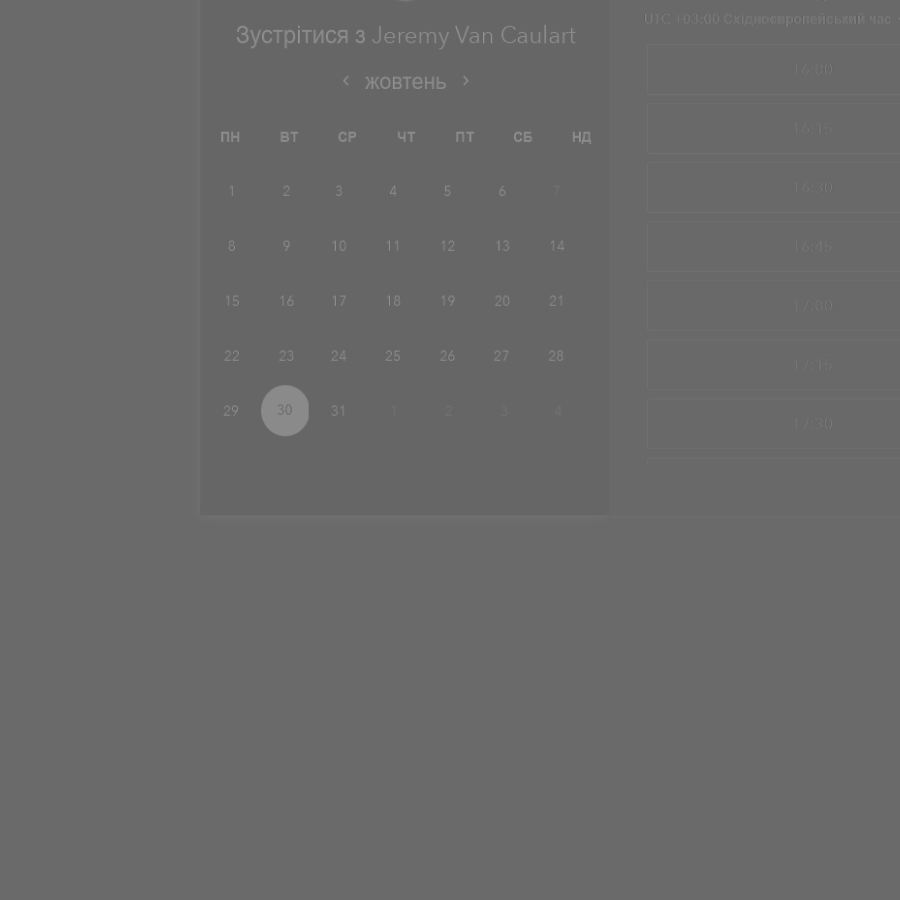 Зустрітися з Jeremy Van Caulart
‹ жовтень ›
ПН ВТ СР ЧТ ПТ СБ НД
1 2 3 4 5 6 7
8 9 10 11 12 13 14
15 16 17 18 19 20 21
22 23 24 25 26 27 28
29 30 31 1 2 3 4
UTC +03:00 Східноєвропейський час
16:00
16:15
16:30
16:45
17:00
17:15
17:30